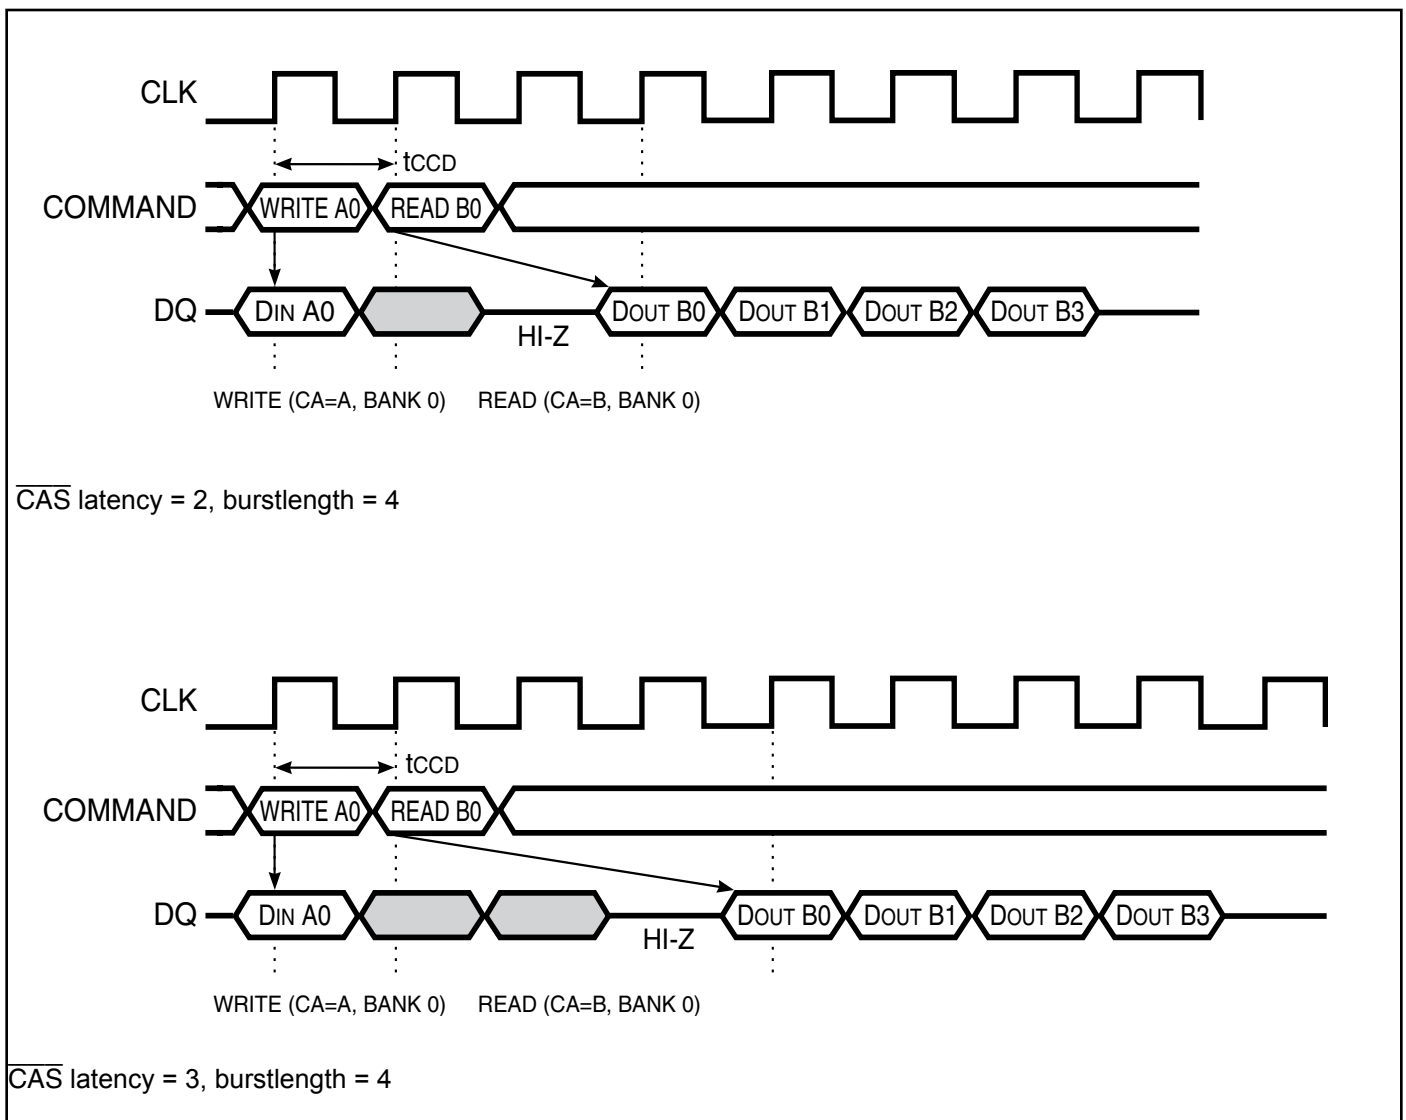 CLK
tCCD
COMMAND WRITE A0 READ B0
DQ DIN A0 DOUT B0 DOUT B1 DOUT B2 DOUT B3
HI-Z
WRITE (CA=A, BANK 0) READ (CA=B, BANK 0)
CAS latency = 2, burstlength = 4
CLK
tCCD
COMMAND WRITE A0 READ B0
DQ DIN A0 DOUT B0 DOUT B1 DOUT B2 DOUT B3
HI-Z
WRITE (CA=A, BANK 0) READ (CA=B, BANK 0)
CAS latency = 3, burstlength = 4